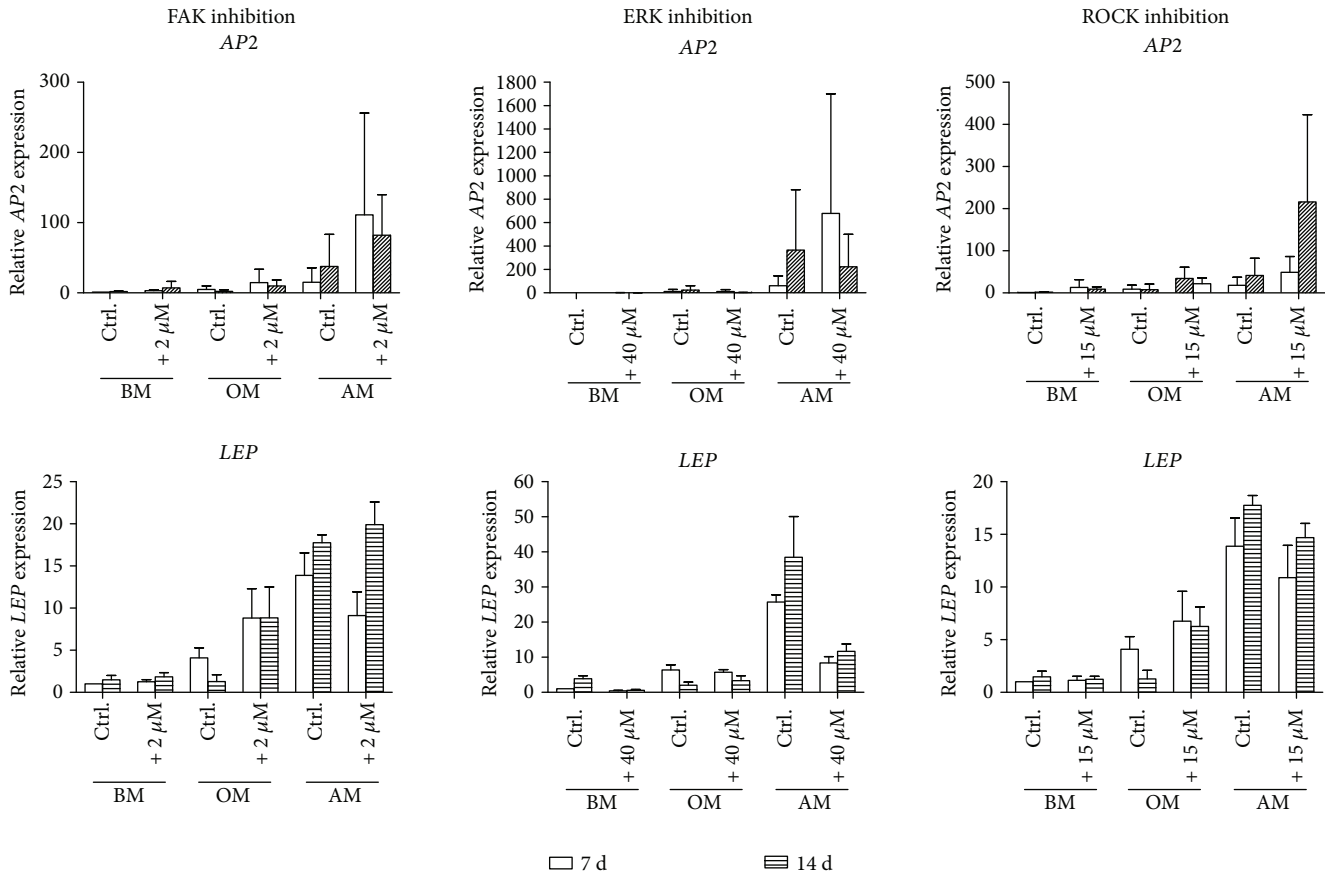 FAK inhibition
AP2
Relative AP2 expression
300
200
100
0
Ctrl.
+ 2 μM
Ctrl.
+ 2 μM
Ctrl.
+ 2 μM
BM
OM
AM
ERK inhibition
AP2
Relative AP2 expression
1800
1600
1400
1200
1000
800
600
400
200
0
Ctrl.
+ 40 μM
Ctrl.
+ 40 μM
Ctrl.
+ 40 μM
BM
OM
AM
ROCK inhibition
AP2
Relative AP2 expression
500
400
300
200
100
0
Ctrl.
+ 15 μM
Ctrl.
+ 15 μM
Ctrl.
+ 15 μM
BM
OM
AM
LEP
Relative LEP expression
25
20
15
10
5
0
Ctrl.
+ 2 μM
Ctrl.
+ 2 μM
Ctrl.
+ 2 μM
BM
OM
AM
LEP
Relative LEP expression
60
50
40
30
20
10
0
Ctrl.
+ 40 μM
Ctrl.
+ 40 μM
Ctrl.
+ 40 μM
BM
OM
AM
LEP
Relative LEP expression
20
15
10
5
0
Ctrl.
+ 15 μM
Ctrl.
+ 15 μM
Ctrl.
+ 15 μM
BM
OM
AM
7 d
14 d